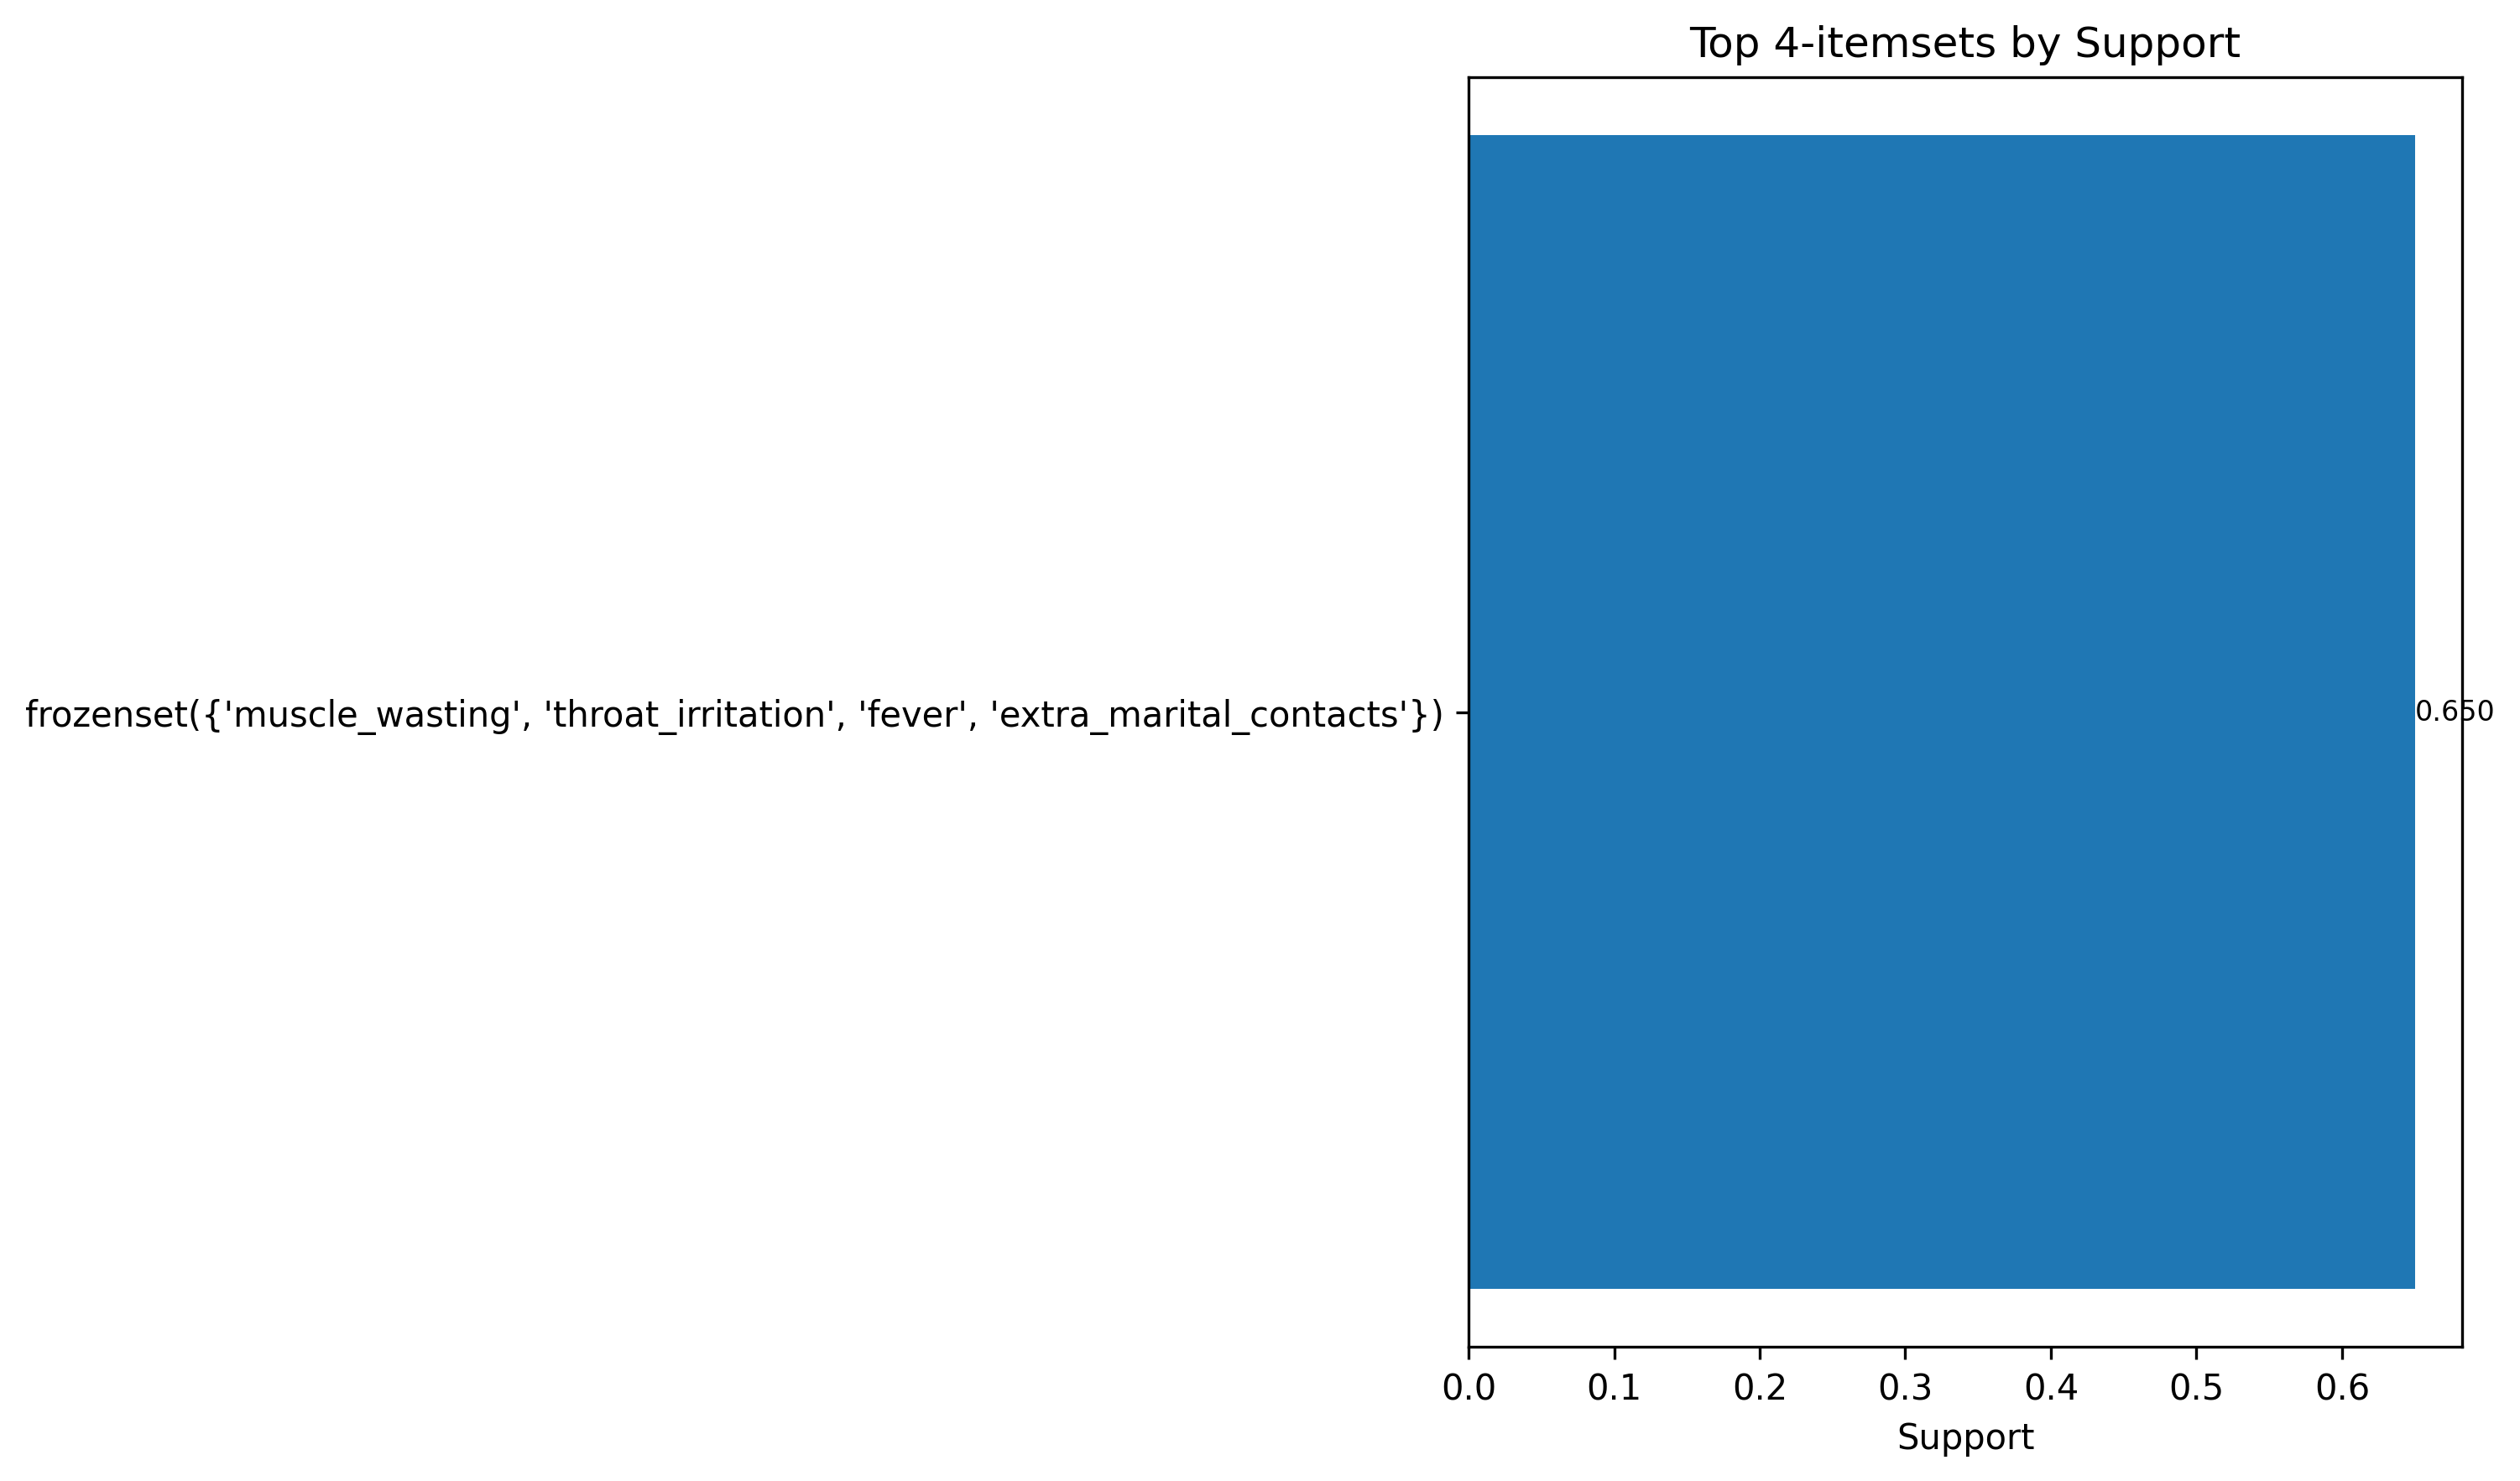 Top 4-itemsets by Support
frozenset({'muscle_wasting', 'throat_irritation', 'fever', 'extra_marital_contacts'})
0.650
0.0 0.1 0.2 0.3 0.4 0.5 0.6
Support